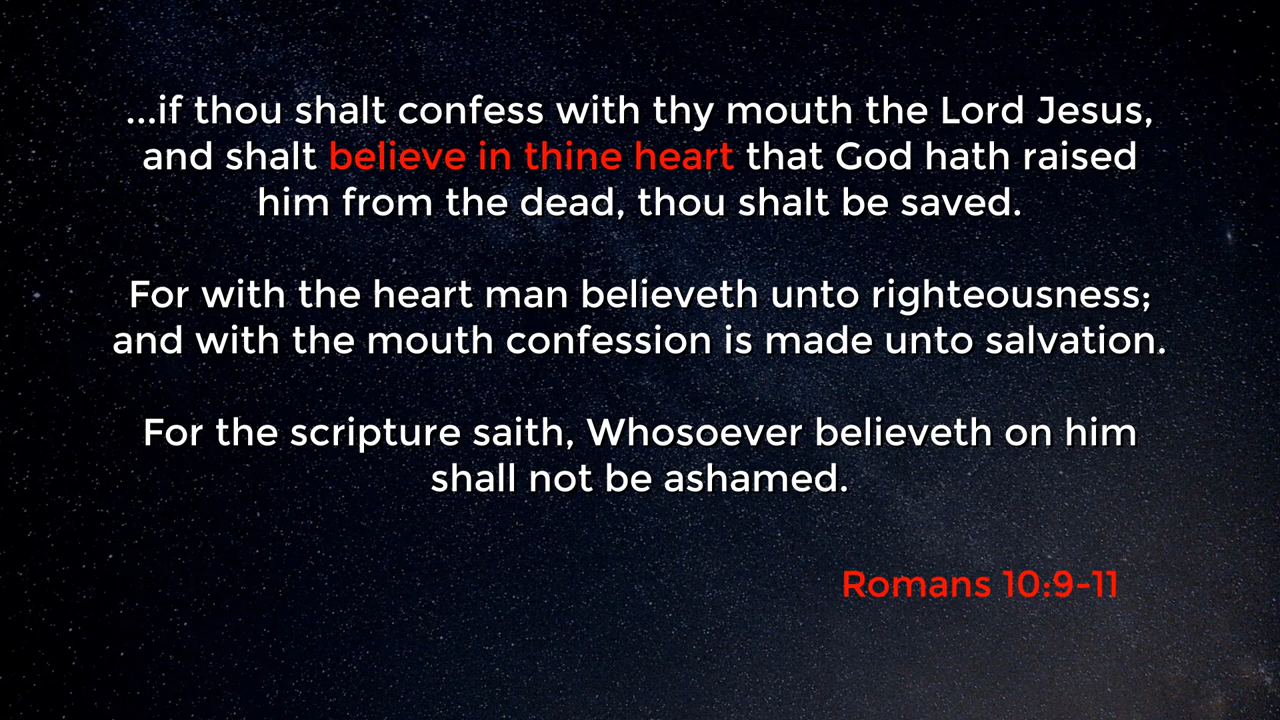 ...if thou shalt confess with thy mouth the Lord Jesus,
and shalt believe in thine heart that God hath raised
him from the dead, thou shalt be saved.
For with the heart man believeth unto righteousness;
and with the mouth confession is made unto salvation.
For the scripture saith, Whosoever believeth on him
shall not be ashamed.
Romans 10:9-11